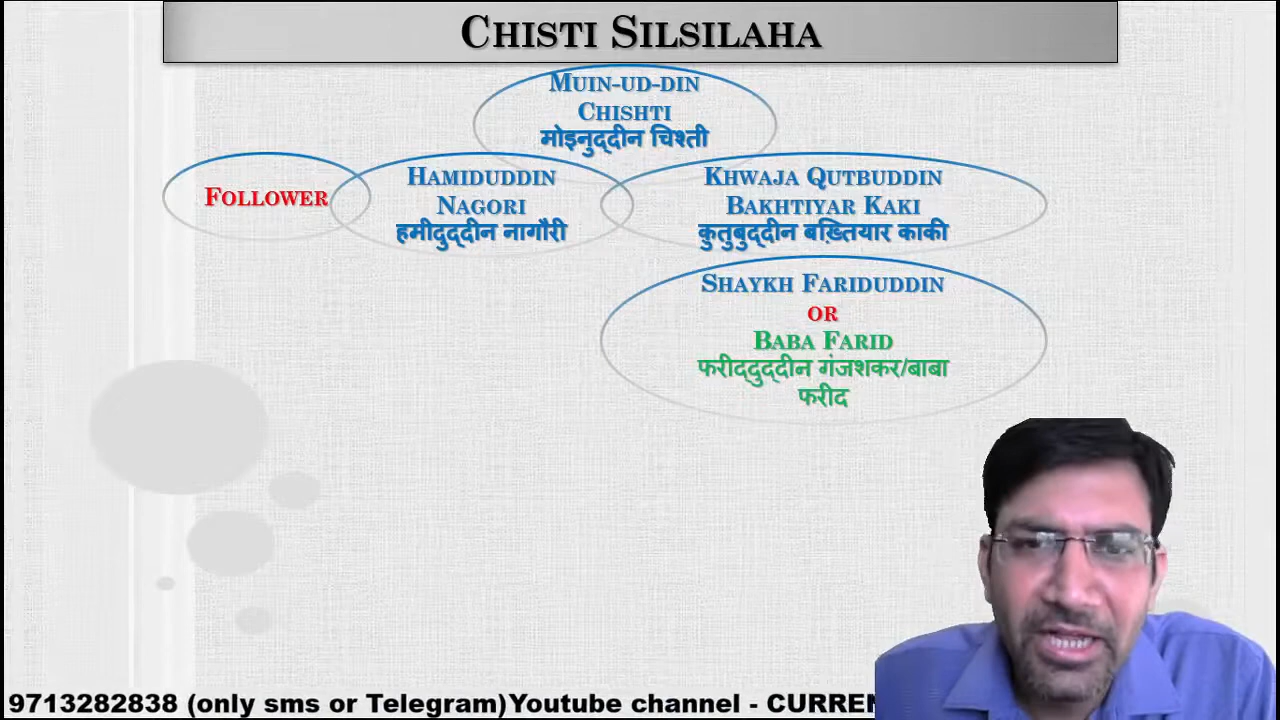 CHISTI SILSILAHA
MUIN-UD-DIN
CHISHTI
मोइनुद्दीन चिश्ती
FOLLOWER
HAMIDUDDIN
NAGORI
हमीदुद्दीन नागौरी
KHWAJA QUTBUDDIN
BAKHTIYAR KAKI
कुतुबुद्दीन बख़्तियार काकी
SHAYKH FARIDUDDIN
OR
BABA FARID
फरीद्दुद्दीन गंजशकर/बाबा
फरीद
9713282838 (only sms or Telegram)Youtube channel - CURREN